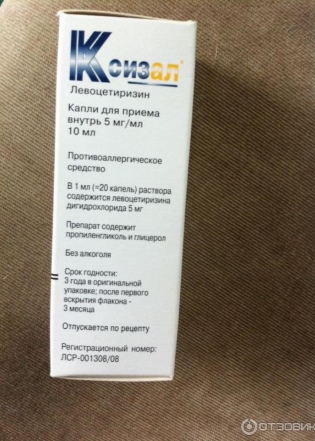 Ксизал®
Левоцетиризин
Капли для приема
внутрь 5 мг/мл
10 мл
Противоаллергическое
средство
В 1 мл (=20 капель) раствора
содержится левоцетиризина
дигидрохлорида 5 мг
Препарат содержит
пропиленгликоль и глицерол
Без алкоголя
Срок годности:
3 года в оригинальной
упаковке; после первого
вскрытия флакона -
3 месяца
Отпускается по рецепту
Регистрационный номер:
ЛСР-001308/08
ОТЗОВИК